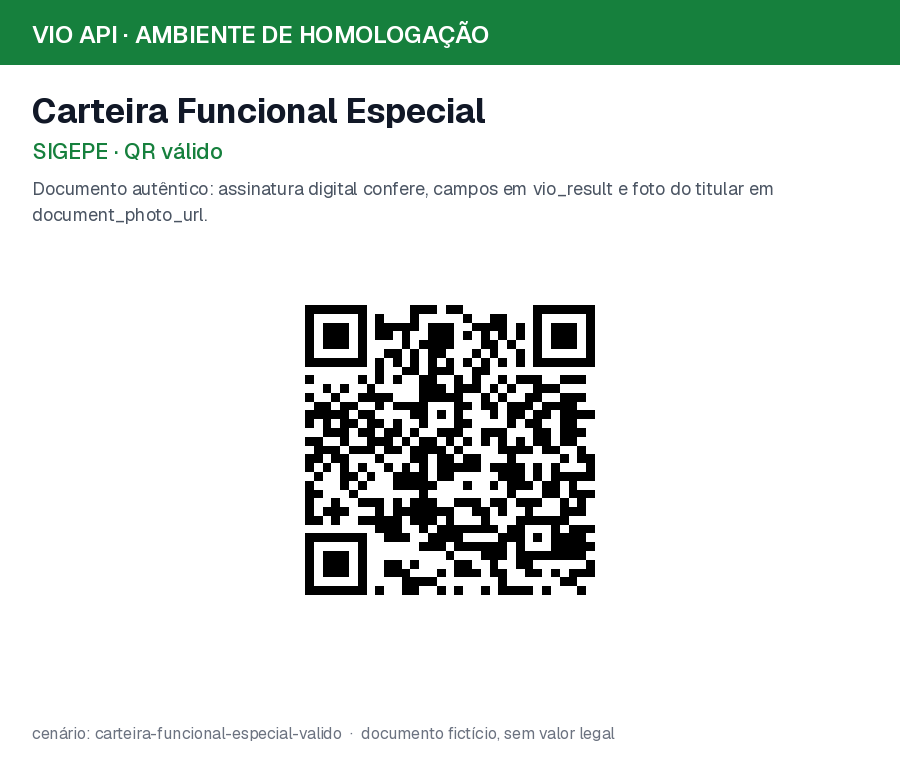 VIO API · AMBIENTE DE HOMOLOGAÇÃO
Carteira Funcional Especial
SIGEPE · QR válido
Documento autêntico: assinatura digital confere, campos em vio_result e foto do titular em
document_photo_url.
cenário: carteira-funcional-especial-valido · documento fictício, sem valor legal